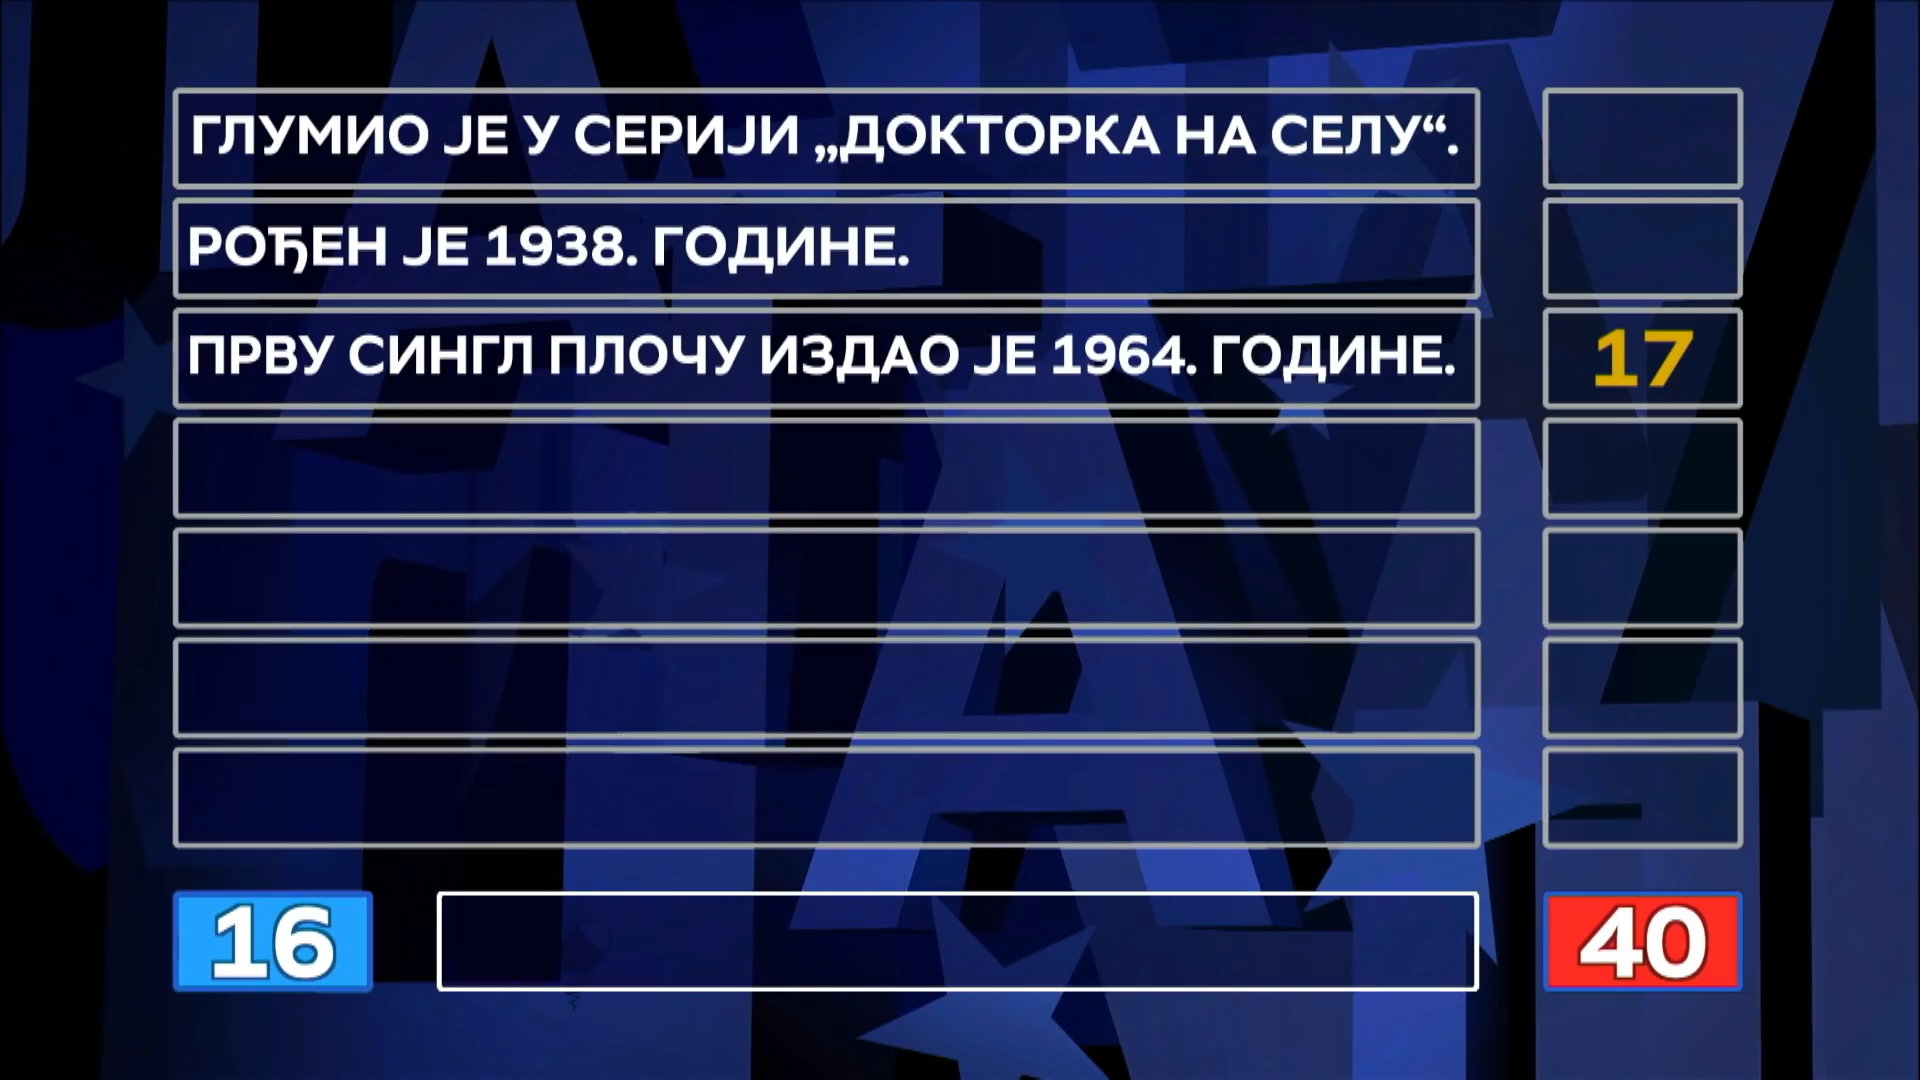 ГЛУМИО ЈЕ У СЕРИЈИ „ДОКТОРКА НА СЕЛУ“.
РОЂЕН ЈЕ 1938. ГОДИНЕ.
ПРВУ СИНГЛ ПЛОЧУ ИЗДАО ЈЕ 1964. ГОДИНЕ. 17
16 40